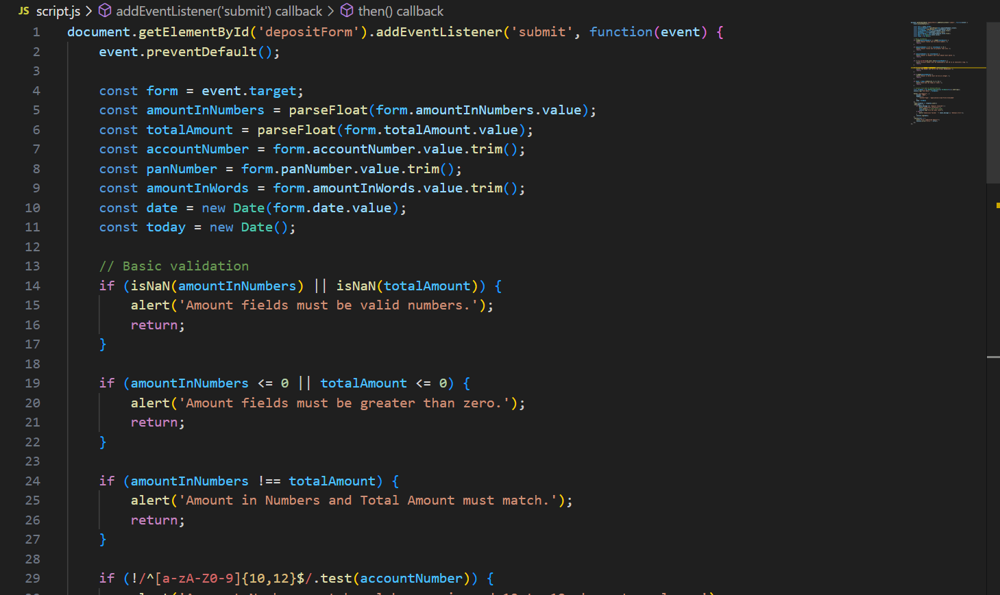 JS script.js > addEventListener('submit') callback > then() callback
1 document.getElementById('depositForm').addEventListener('submit', function(event) {
2 event.preventDefault();
3
4 const form = event.target;
5 const amountInNumbers = parseFloat(form.amountInNumbers.value);
6 const totalAmount = parseFloat(form.totalAmount.value);
7 const accountNumber = form.accountNumber.value.trim();
8 const panNumber = form.panNumber.value.trim();
9 const amountInWords = form.amountInWords.value.trim();
10 const date = new Date(form.date.value);
11 const today = new Date();
12
13 // Basic validation
14 if (isNaN(amountInNumbers) || isNaN(totalAmount)) {
15 alert('Amount fields must be valid numbers.');
16 return;
17 }
18
19 if (amountInNumbers <= 0 || totalAmount <= 0) {
20 alert('Amount fields must be greater than zero.');
21 return;
22 }
23
24 if (amountInNumbers !== totalAmount) {
25 alert('Amount in Numbers and Total Amount must match.');
26 return;
27 }
28
29 if (!/^[a-zA-Z0-9]{10,12}$/.test(accountNumber)) {